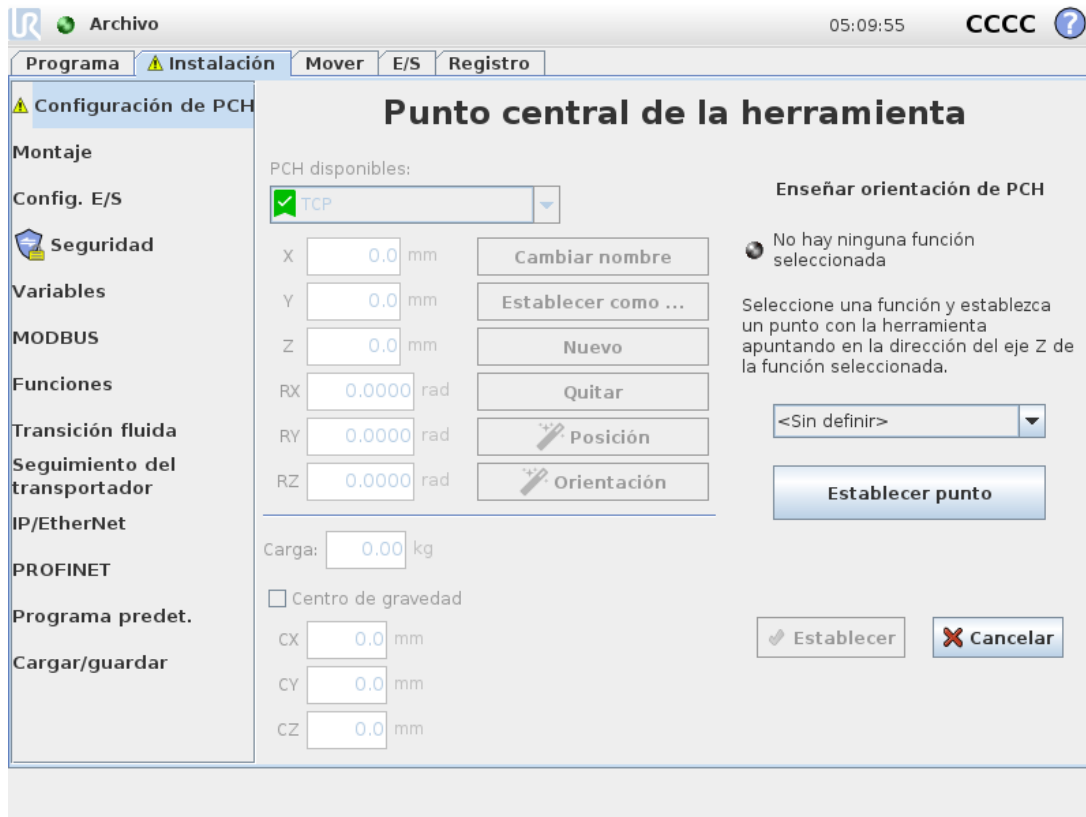 UR
Archivo
05:09:55
CCCC
?
Programa
Instalación
Mover
E/S
Registro
Configuración de PCH
Montaje
Config. E/S
Seguridad
Variables
MODBUS
Funciones
Transición fluida
Seguimiento del
transportador
IP/EtherNet
PROFINET
Programa predet.
Cargar/guardar
Punto central de la herramienta
PCH disponibles:
TCP
X 0.0 mm
Cambiar nombre
Y 0.0 mm
Establecer como ...
Z 0.0 mm
Nuevo
RX 0.0000 rad
Quitar
RY 0.0000 rad
Posición
RZ 0.0000 rad
Orientación
Carga: 0.00 kg
Centro de gravedad
CX 0.0 mm
CY 0.0 mm
CZ 0.0 mm
Enseñar orientación de PCH
No hay ninguna función
seleccionada
Seleccione una función y establezca
un punto con la herramienta
apuntando en la dirección del eje Z de
la función seleccionada.
<Sin definir>
Establecer punto
Establecer
Cancelar